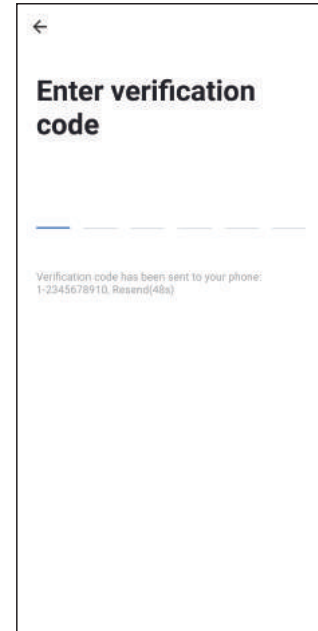 Enter verification
code
Verification code has been sent to your phone:
1-2345678910, Resend(48s)